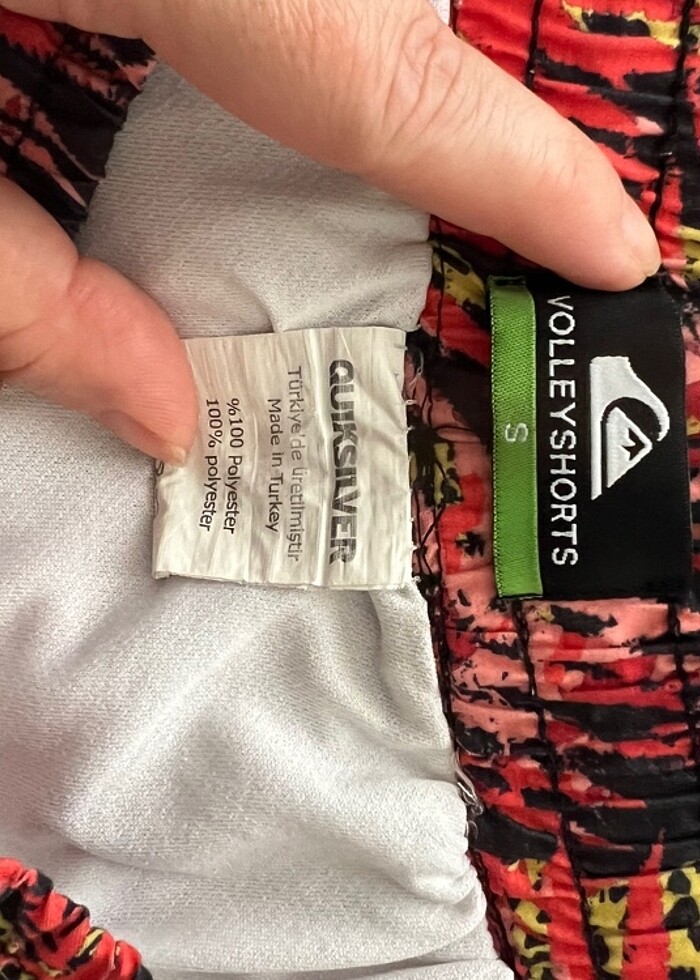 VOLLEYSHORTS
S
QUIKSILVER
Türkiye'de üretilmiştir
Made in Turkey
%100 Polyester
100% polyester